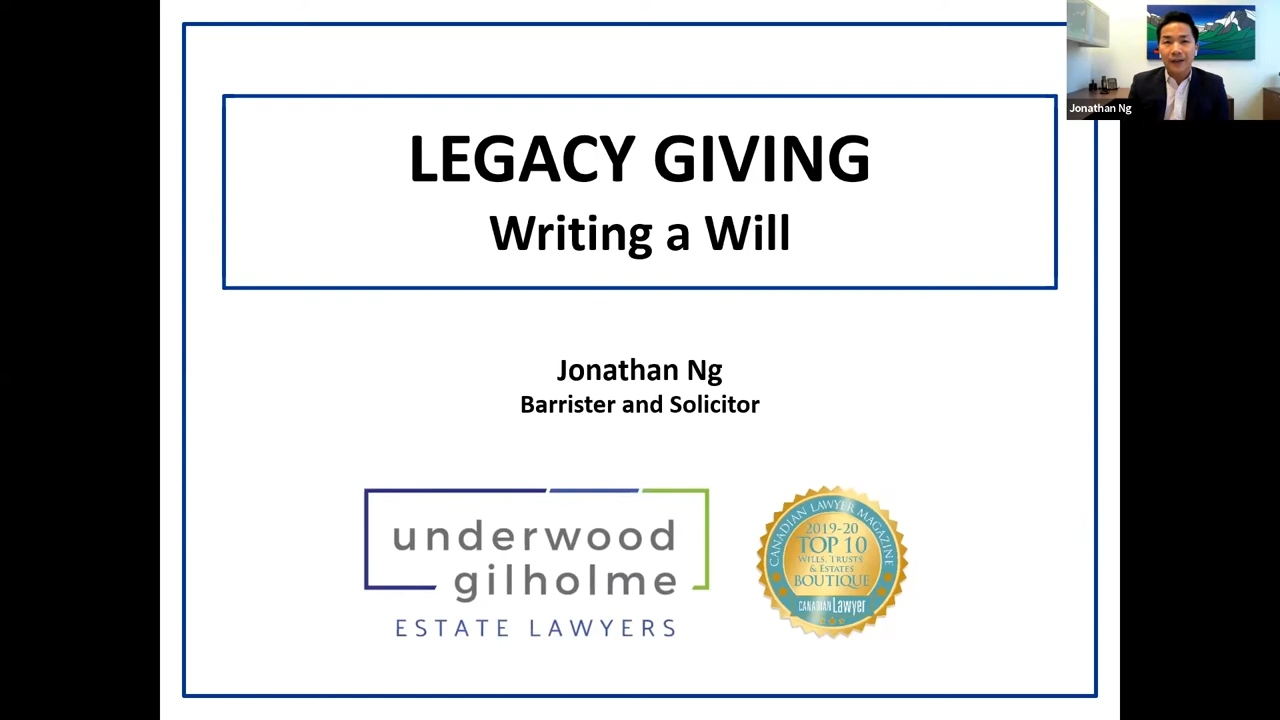 LEGACY GIVING
Writing a Will
Jonathan Ng
Jonathan Ng
Barrister and Solicitor
underwood
gilholme
ESTATE LAWYERS
CANADIAN LAWYER MAGAZINE
2019-20
TOP 10
WILLS, TRUSTS
& ESTATES
BOUTIQUE
CANADIAN Lawyer